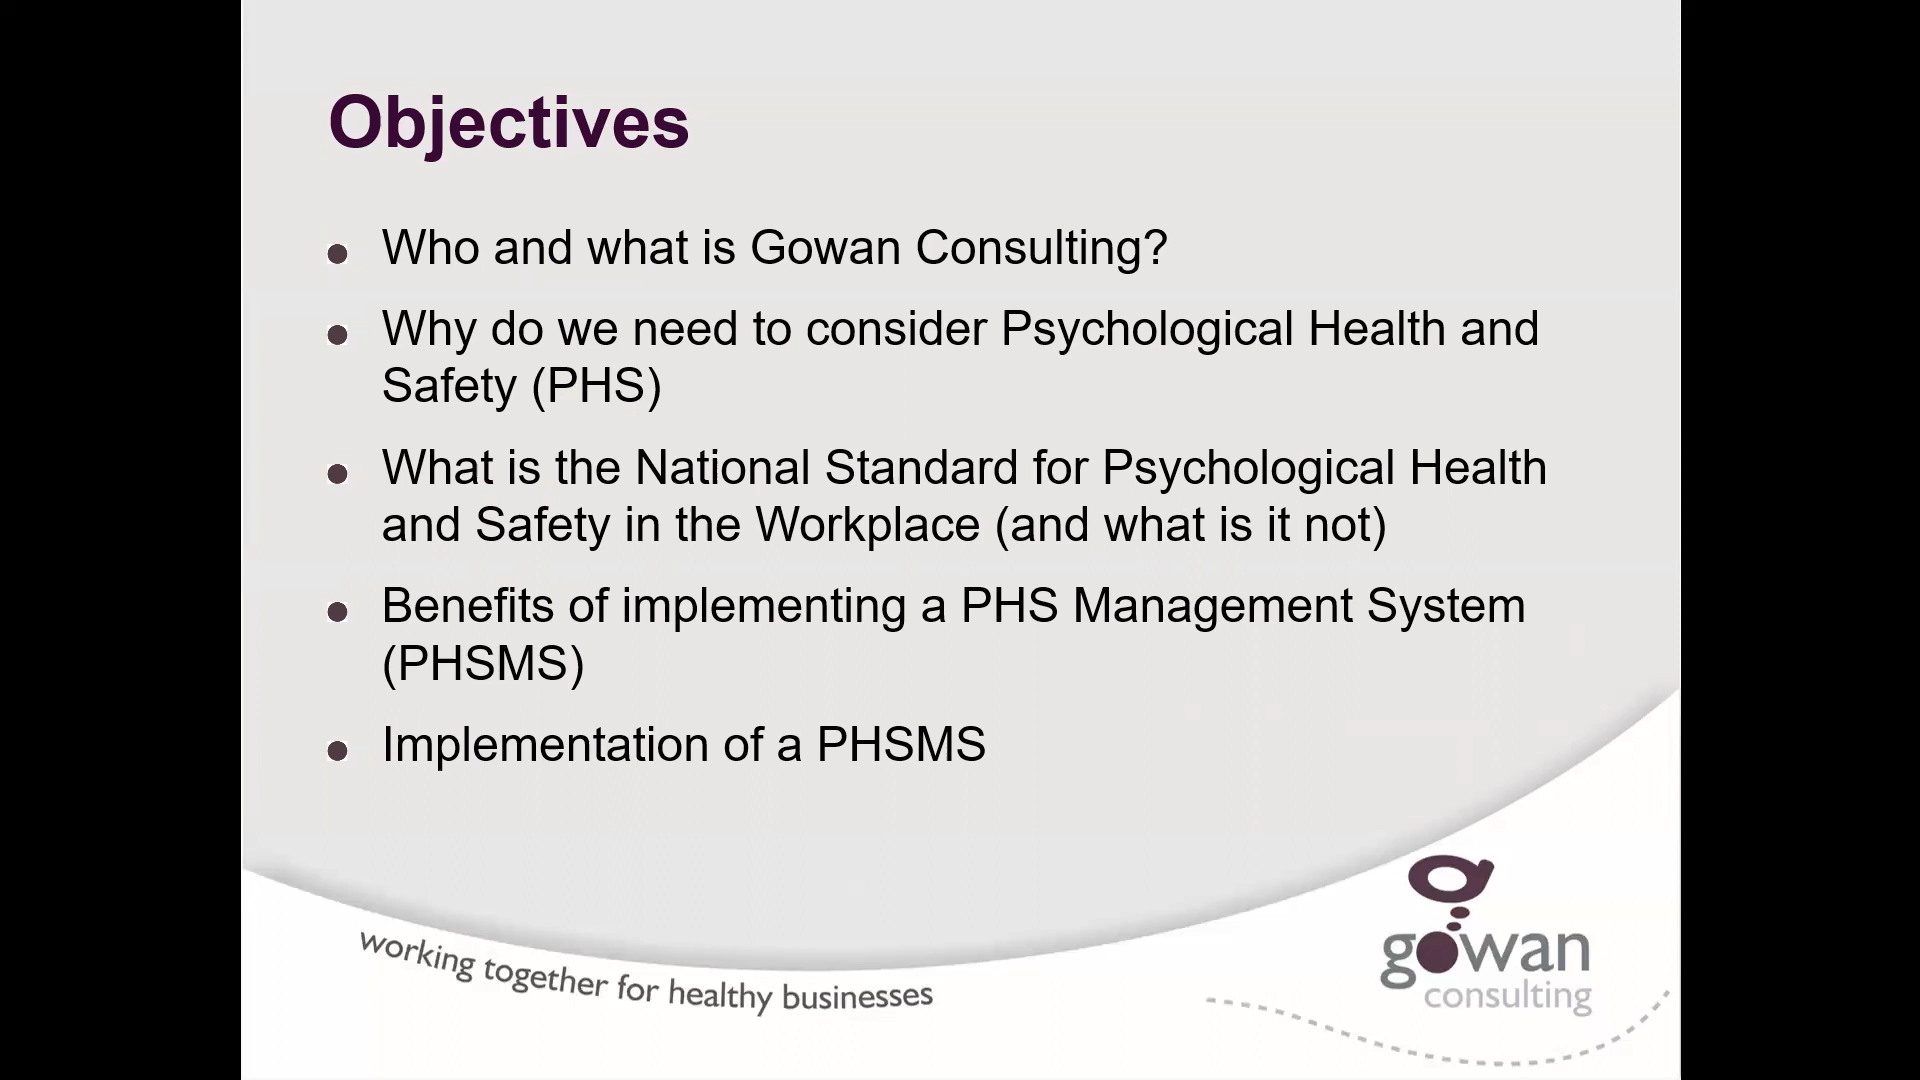 Objectives
Who and what is Gowan Consulting?
Why do we need to consider Psychological Health and
Safety (PHS)
What is the National Standard for Psychological Health
and Safety in the Workplace (and what is it not)
Benefits of implementing a PHS Management System
(PHSMS)
Implementation of a PHSMS
working together for healthy businesses
gowan
consulting